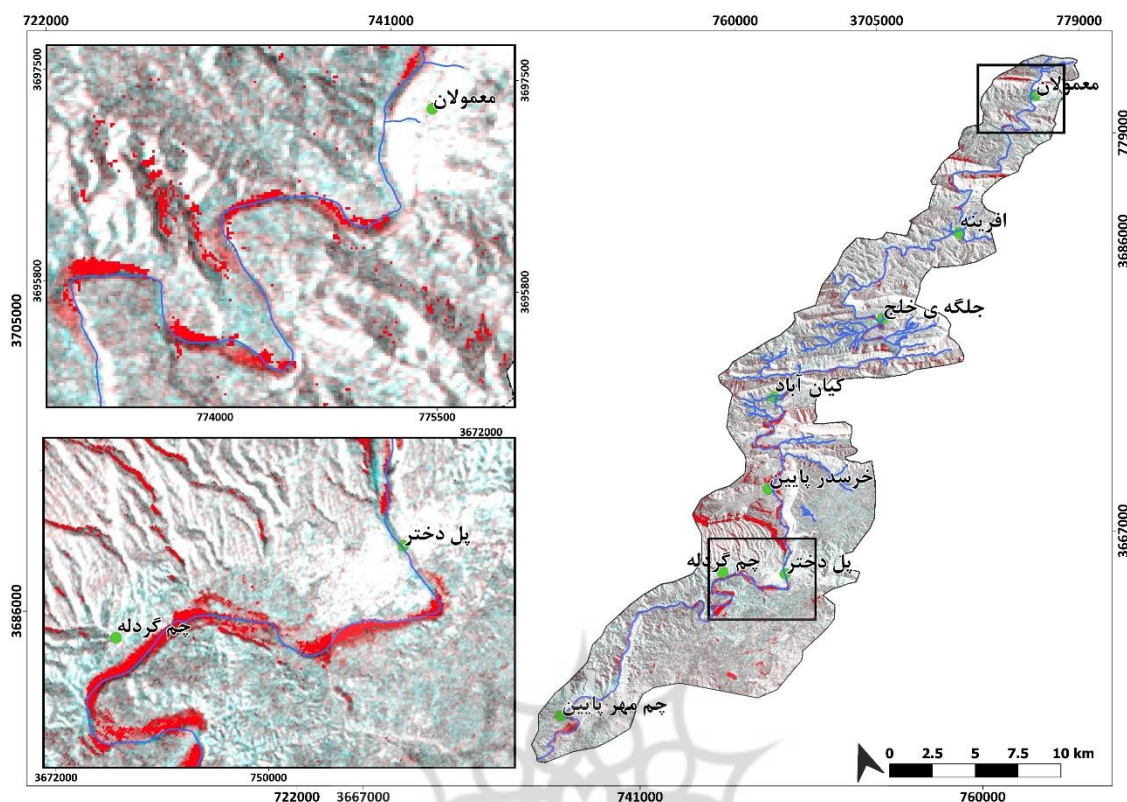 722000 741000 760000 3705000 779000
3697500
معمولان
3697500
3695800
3695800
774000 775500
3705000
معمولان
779000
افرینه
3686000
جلگه ی خلج
کیان آباد
خرسدر پایین
3667000
چم گردله
پل دختر
چم مهر پایین
3672000
پل دختر
چم گردله
3686000
3672000 750000
0 2.5 5 7.5 10 km
722000 3667000 741000 760000